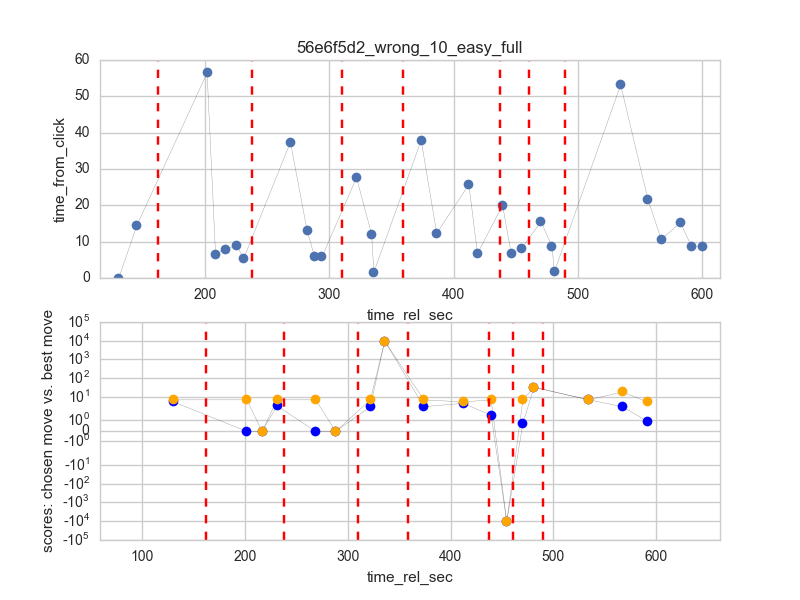 56e6f5d2_wrong_10_easy_full
60
50
40
30
20
10
0
time_from_click
200 300 400 500 600
time_rel_sec
10^5
10^4
10^3
10^2
10^1
10^0
0
-10^0
-10^1
-10^2
-10^3
-10^4
-10^5
scores: chosen move vs. best move
100 200 300 400 500 600
time_rel_sec